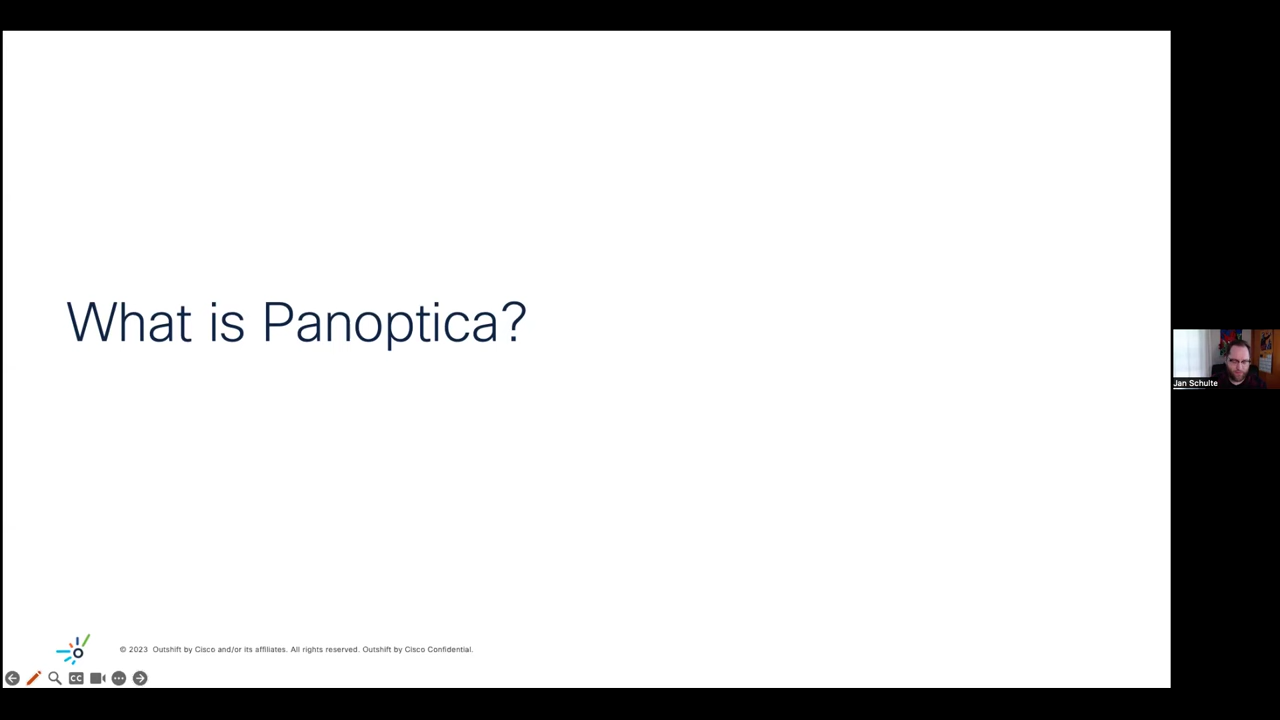 What is Panoptica?
Jan Schulte
© 2023 Outshift by Cisco and/or its affiliates. All rights reserved. Outshift by Cisco Confidential.
CC